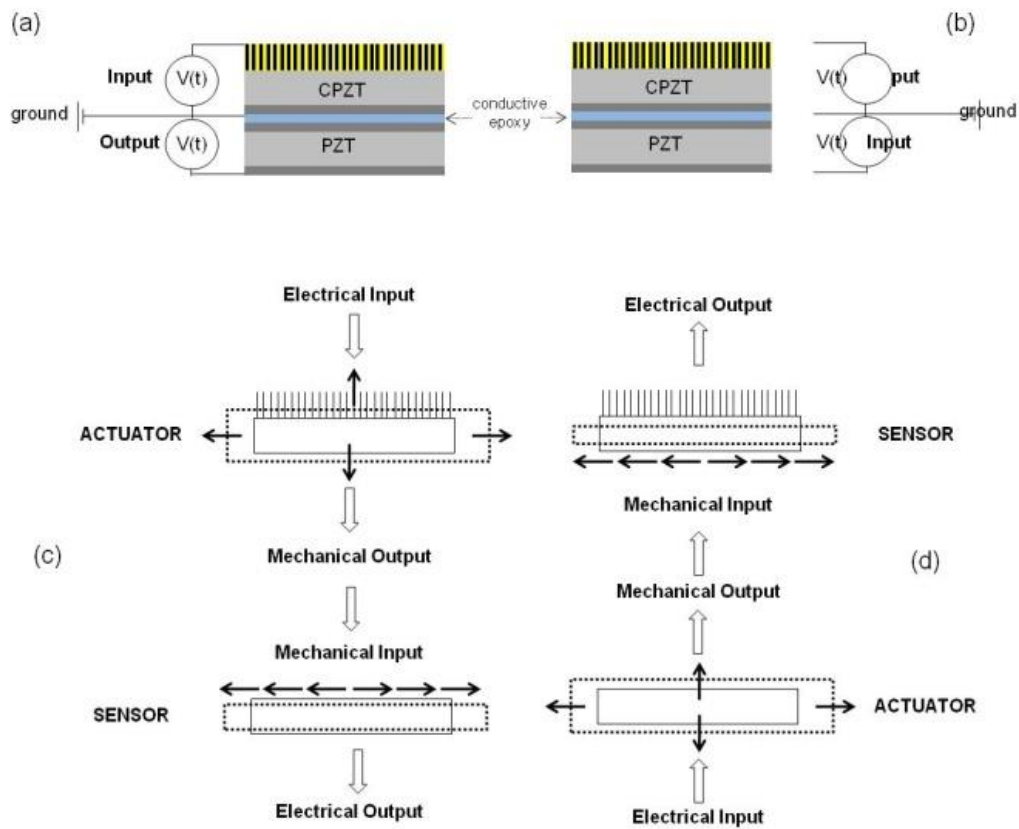 (a)
(b)
Input
V(t)
CPZT
ground
conductive
epoxy
Output
V(t)
PZT
CPZT
V(t)
put
ground
PZT
V(t)
Input
Electrical Input
ACTUATOR
Mechanical Output
(c)
Mechanical Input
SENSOR
Electrical Output
Electrical Output
SENSOR
Mechanical Input
(d)
Mechanical Output
ACTUATOR
Electrical Input